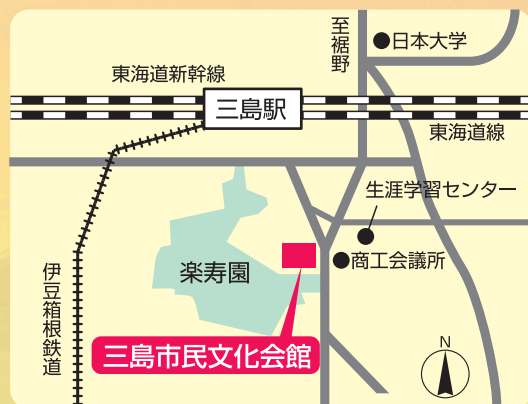 至裾野
日本大学
東海道新幹線
三島駅
東海道線
生涯学習センター
商工会議所
楽寿園
伊豆箱根鉄道
三島市民文化会館
N